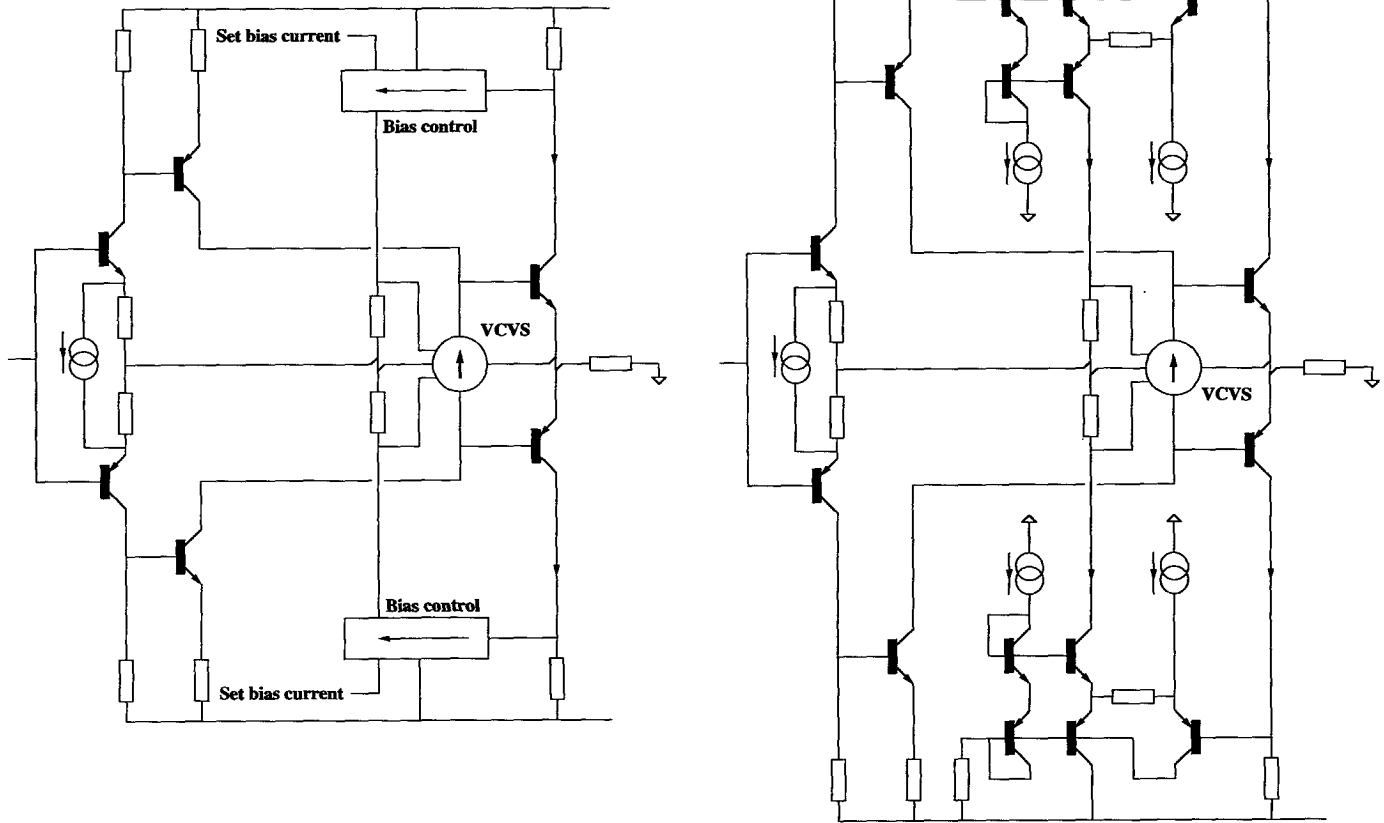 Set bias current
Bias control
VCVS
Bias control
Set bias current
VCVS